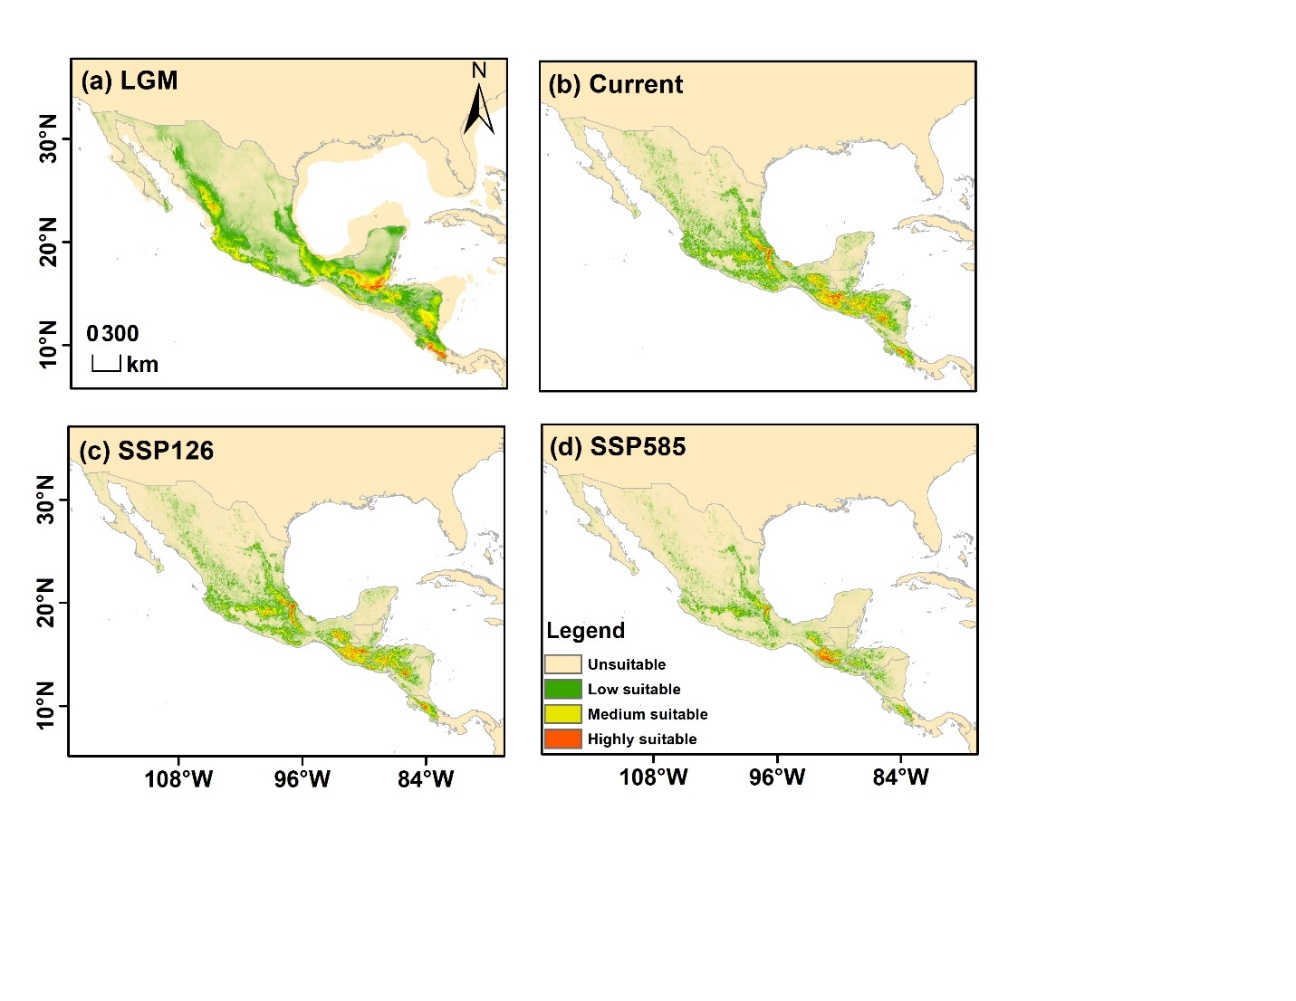 (a) LGM
N
(b) Current
30°N
20°N
10°N
0 300
km
(c) SSP126
(d) SSP585
30°N
20°N
10°N
Legend
Unsuitable
Low suitable
Medium suitable
Highly suitable
108°W 96°W 84°W
108°W 96°W 84°W